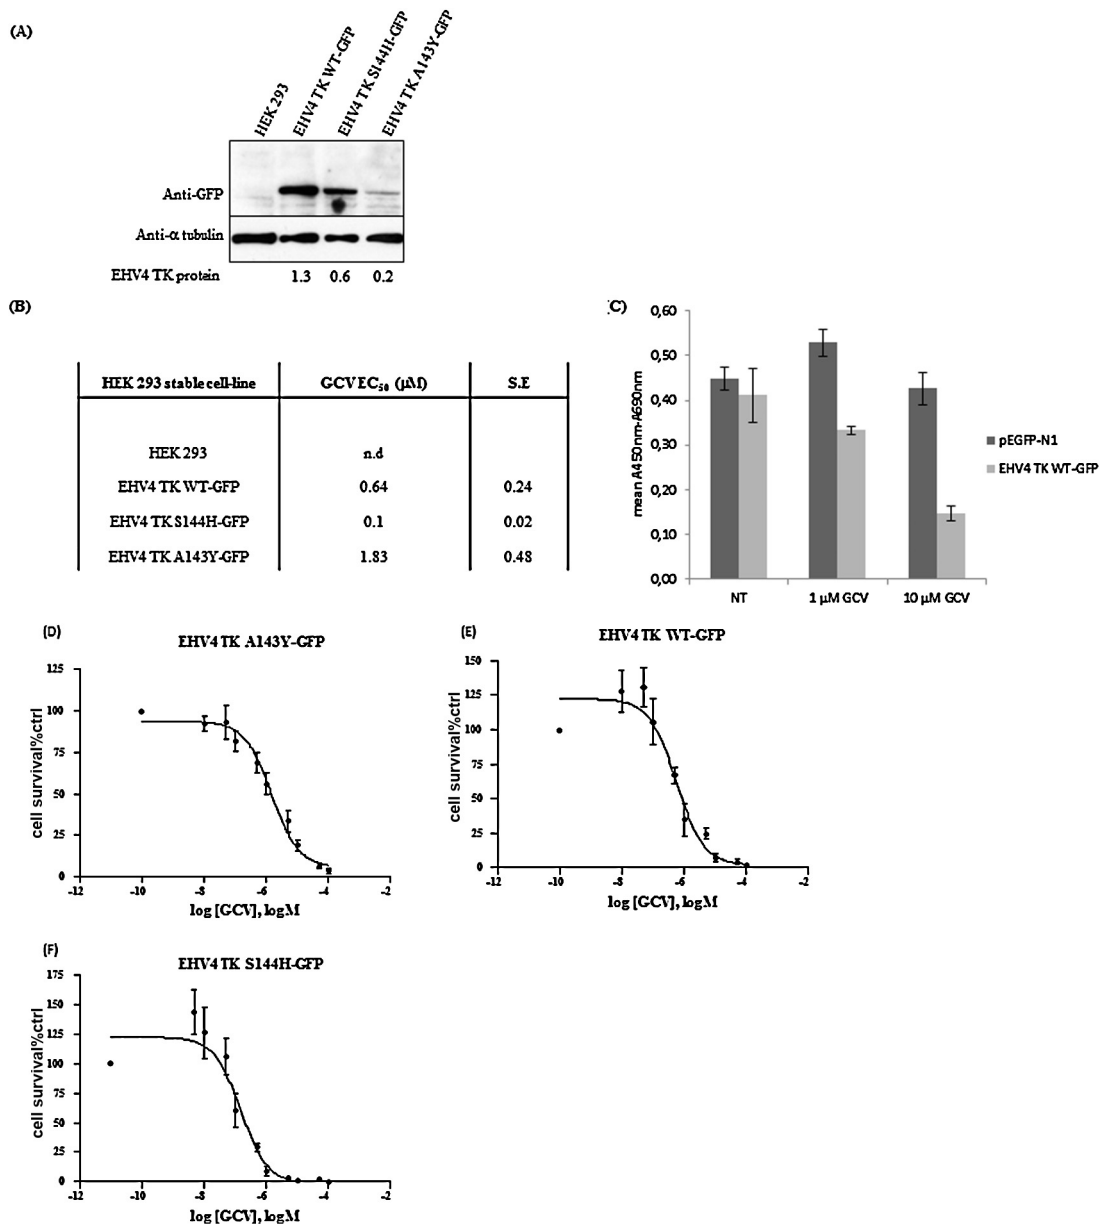 (A)
HEK 293
EHV4 TK WT-GFP
EHV4 TK S144H-GFP
EHV4 TK A143Y-GFP
Anti-GFP
Anti-α tubulin
EHV4 TK protein 1.3 0.6 0.2
(B)
HEK 293 stable cell-line GCV EC50 (μM) S.E
HEK 293 n.d
EHV4 TK WT-GFP 0.64 0.24
EHV4 TK S144H-GFP 0.1 0.02
EHV4 TK A143Y-GFP 1.83 0.48
C)
mean A450nm-A690nm
0,60
0,50
0,40
0,30
0,20
0,10
0,00
NT 1 μM GCV 10 μM GCV
pEGFP-N1
EHV4 TK WT-GFP
(D)
EHV4 TK A143Y-GFP
cell survival%ctrl
125
100
75
50
25
0
-12 -10 -8 -6 -4 -2
log [GCV], logM
(E)
EHV4 TK WT-GFP
cell survival%ctrl
150
125
100
75
50
25
0
-12 -10 -8 -6 -4 -2
log [GCV], logM
(F)
EHV4 TK S144H-GFP
cell survival%ctrl
175
150
125
100
75
50
25
0
-12 -10 -8 -6 -4 -2
log [GCV], logM